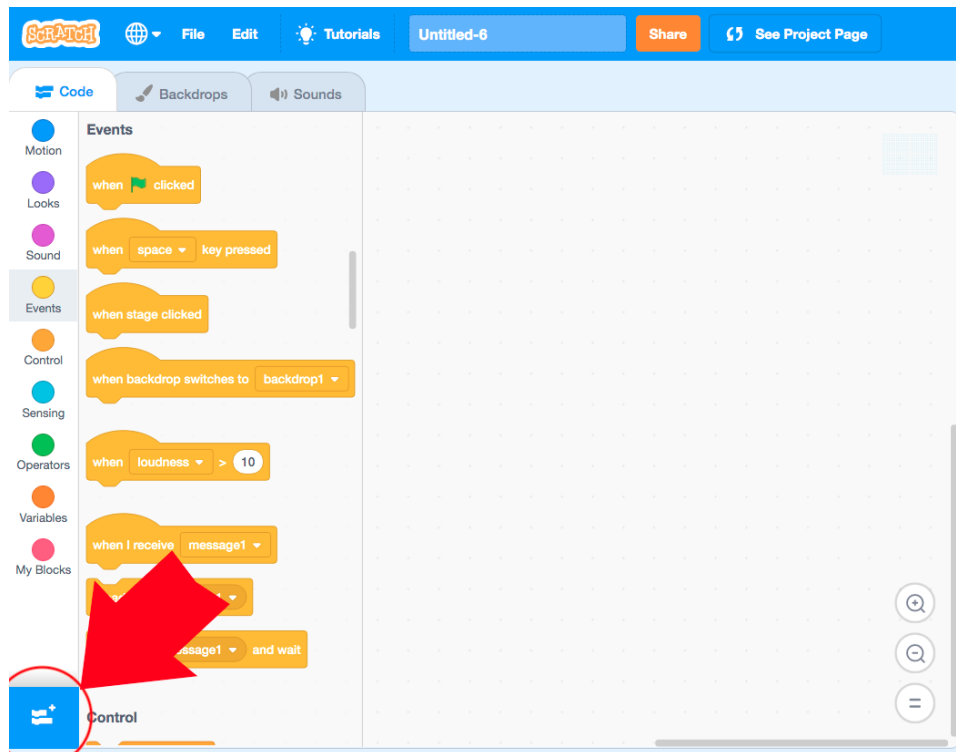 SCRATCH File Edit Tutorials Untitled-6 Share See Project Page
Code Backdrops Sounds
Motion
Looks
Sound
Events
Control
Sensing
Operators
Variables
My Blocks
Events
when clicked
when space key pressed
when stage clicked
when backdrop switches to backdrop1
when loudness > 10
when I receive message1
and wait
Control